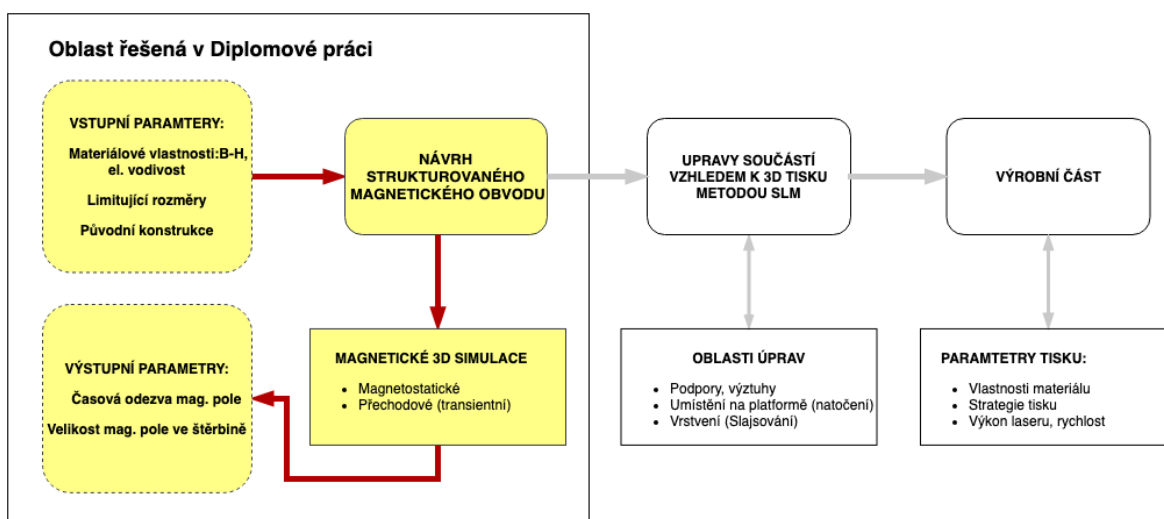 Oblast řešená v Diplomové práci
VSTUPNÍ PARAMTERY:
Materiálové vlastnosti:B-H,
el. vodivost
Limitující rozměry
Původní konstrukce
NÁVRH
STRUKTUROVANÉHO
MAGNETICKÉHO OBVODU
UPRAVY SOUČÁSTÍ
VZHLEDEM K 3D TISKU
METODOU SLM
VÝROBNÍ ČÁST
VÝSTUPNÍ PARAMETRY:
Časová odezva mag. pole
Velikost mag. pole ve štěrbině
MAGNETICKÉ 3D SIMULACE
• Magnetostatické
• Přechodové (transientní)
OBLASTI ÚPRAV
• Podpory, výztuhy
• Umístění na platformě (natočení)
• Vrstvení (Slajsování)
PARAMTETRY TISKU:
• Vlastnosti materiálu
• Strategie tisku
• Výkon laseru, rychlost